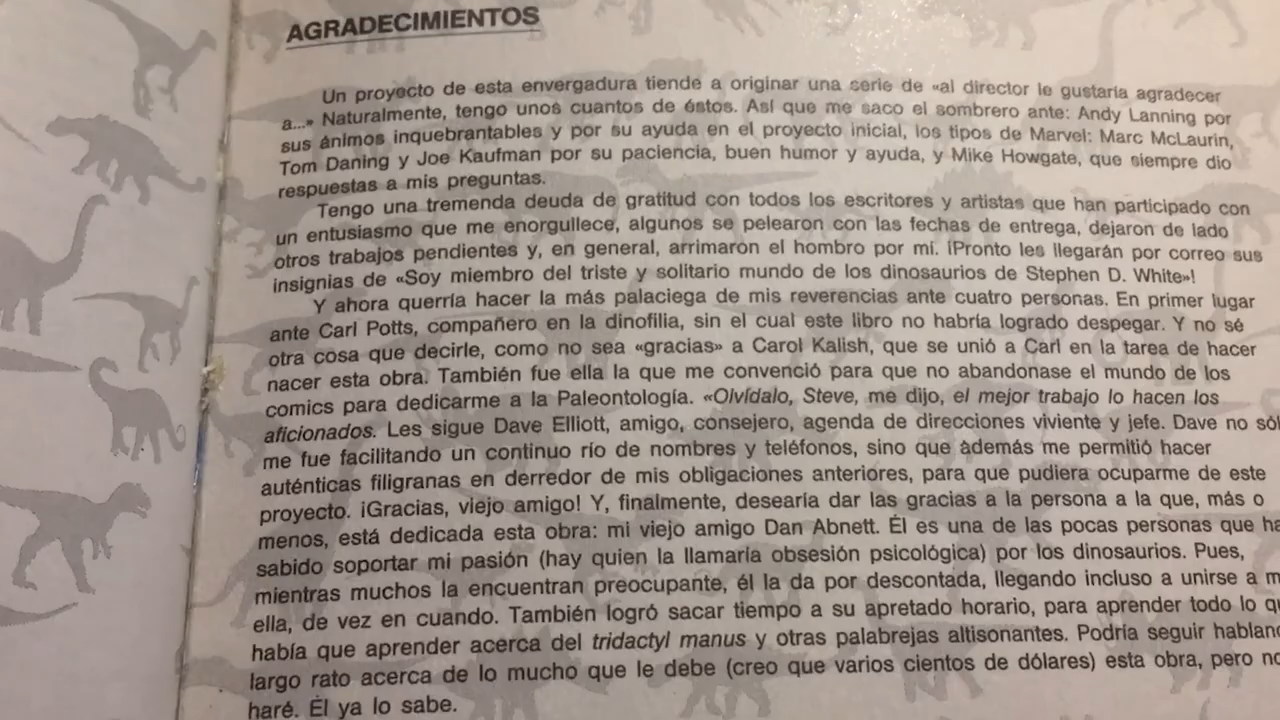 AGRADECIMIENTOS
Un proyecto de esta envergadura tiende a originar una serie de «al director le gustaría agradecer
a...» Naturalmente, tengo unos cuantos de éstos. Así que me saco el sombrero ante: Andy Lanning por
sus ánimos inquebrantables y por su ayuda en el proyecto inicial, los tipos de Marvel: Marc McLaurin,
Tom Daning y Joe Kaufman por su paciencia, buen humor y ayuda, y Mike Howgate, que siempre dio
respuestas a mis preguntas.
Tengo una tremenda deuda de gratitud con todos los escritores y artistas que han participado con
un entusiasmo que me enorgullece, algunos se pelearon con las fechas de entrega, dejaron de lado
otros trabajos pendientes y, en general, arrimaron el hombro por mi. ¡Pronto les llegarán por correo sus
insignias de «Soy miembro del triste y solitario mundo de los dinosaurios de Stephen D. White»!
Y ahora querría hacer la más palaciega de mis reverencias ante cuatro personas. En primer lugar
ante Carl Potts, compañero en la dinofilia, sin el cual este libro no habría logrado despegar. Y no sé
otra cosa que decirle, como no sea «gracias» a Carol Kalish, que se unió a Carl en la tarea de hacer
nacer esta obra. También fue ella la que me convenció para que no abandonase el mundo de los
comics para dedicarme a la Paleontología. «Olvídalo, Steve, me dijo, el mejor trabajo lo hacen los
aficionados. Les sigue Dave Elliott, amigo, consejero, agenda de direcciones viviente y jefe. Dave no sól
me fue facilitando un continuo río de nombres y teléfonos, sino que además me permitió hacer
auténticas filigranas en derredor de mis obligaciones anteriores, para que pudiera ocuparme de este
proyecto. ¡Gracias, viejo amigo! Y, finalmente, desearía dar las gracias a la persona a la que, más o
menos, está dedicada esta obra: mi viejo amigo Dan Abnett. Él es una de las pocas personas que ha
sabido soportar mi pasión (hay quien la llamaría obsesión psicológica) por los dinosaurios. Pues,
mientras muchos la encuentran preocupante, él la da por descontada, llegando incluso a unirse a m
ella, de vez en cuando. También logró sacar tiempo a su apretado horario, para aprender todo lo qu
había que aprender acerca del tridactyl manus y otras palabrejas altisonantes. Podría seguir habland
largo rato acerca de lo mucho que le debe (creo que varios cientos de dólares) esta obra, pero no
haré. Él ya lo sabe.